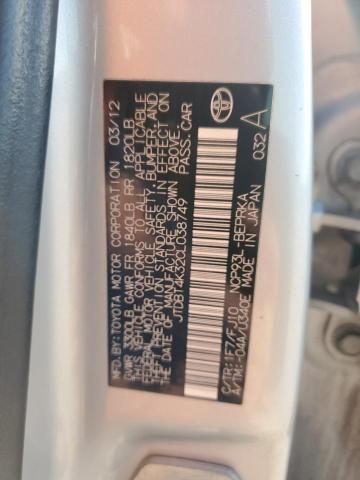 MFD.BY:TOYOTA MOTOR CORPORATION 03/12
GVWR 3300LB GAWR FR 1840LB RR 1820LB
THIS VEHICLE CONFORMS TO ALL APPLICABLE
FEDERAL MOTOR VEHICLE SAFETY, BUMPER, AND
THEFT PREVENTION STANDARDS IN EFFECT ON
THE DATE OF MANUFACTURE SHOWN ABOVE.
JTDBT4K32CL038749 PASS.CAR
C/TR:1F7/FJ10 NCP93L-BEPRKA
A/TM:-04A/U340E MADE IN JAPAN
032 A